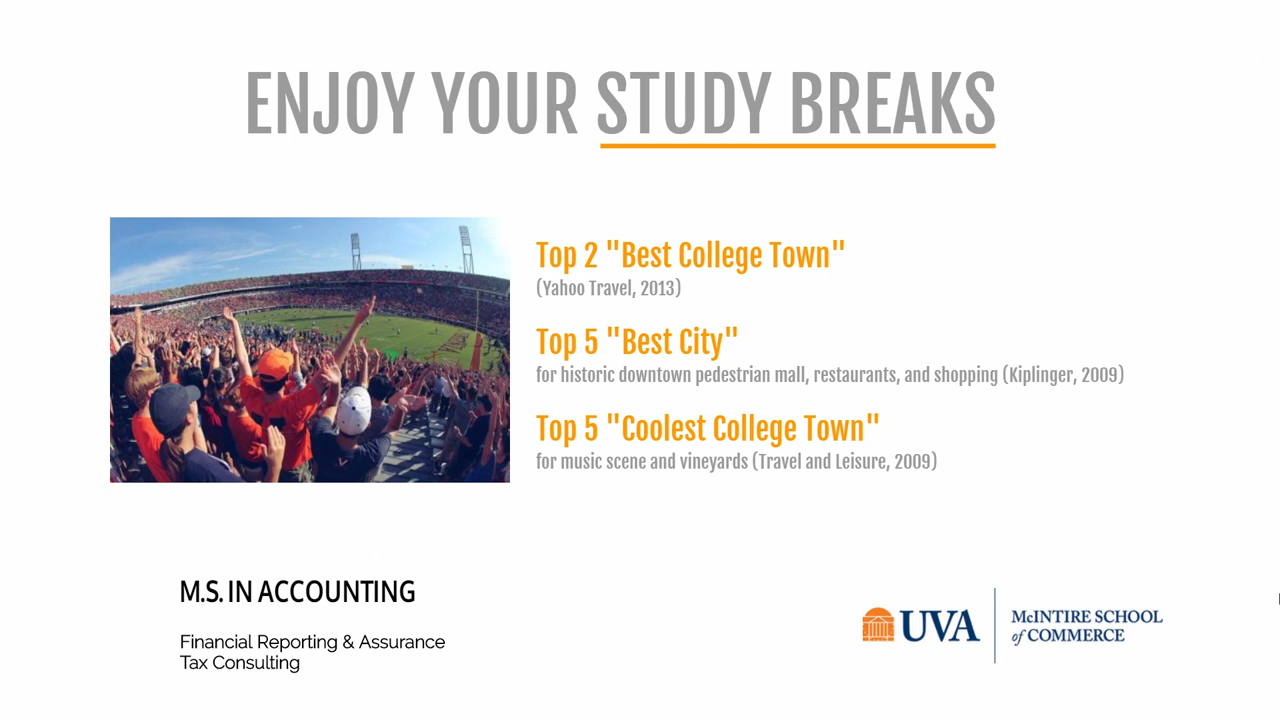 ENJOY YOUR STUDY BREAKS
Top 2 "Best College Town"
(Yahoo Travel, 2013)
Top 5 "Best City"
for historic downtown pedestrian mall, restaurants, and shopping (Kiplinger, 2009)
Top 5 "Coolest College Town"
for music scene and vineyards (Travel and Leisure, 2009)
M.S. IN ACCOUNTING
Financial Reporting & Assurance
Tax Consulting
UVA
McINTIRE SCHOOL
of COMMERCE